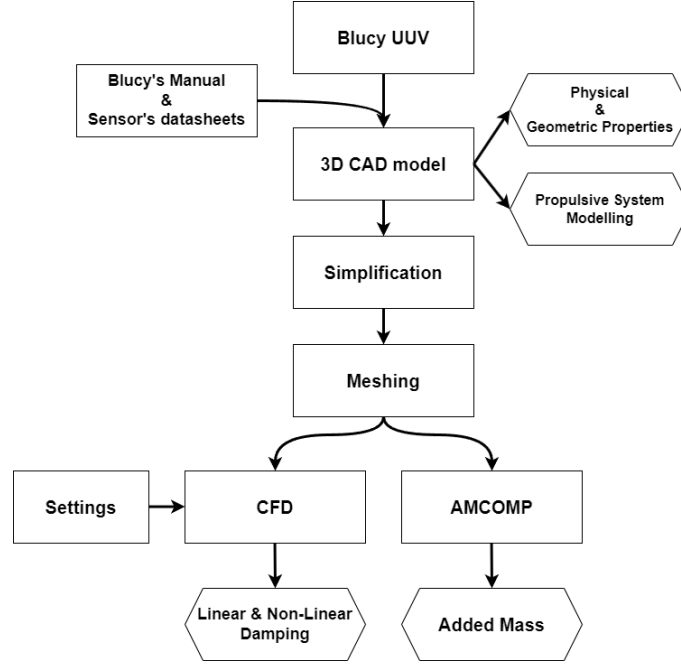 Blucy UUV
Blucy's Manual
&
Sensor's datasheets
Physical
&
Geometric Properties
3D CAD model
Propulsive System
Modelling
Simplification
Meshing
Settings
CFD
AMCOMP
Linear & Non-Linear
Damping
Added Mass